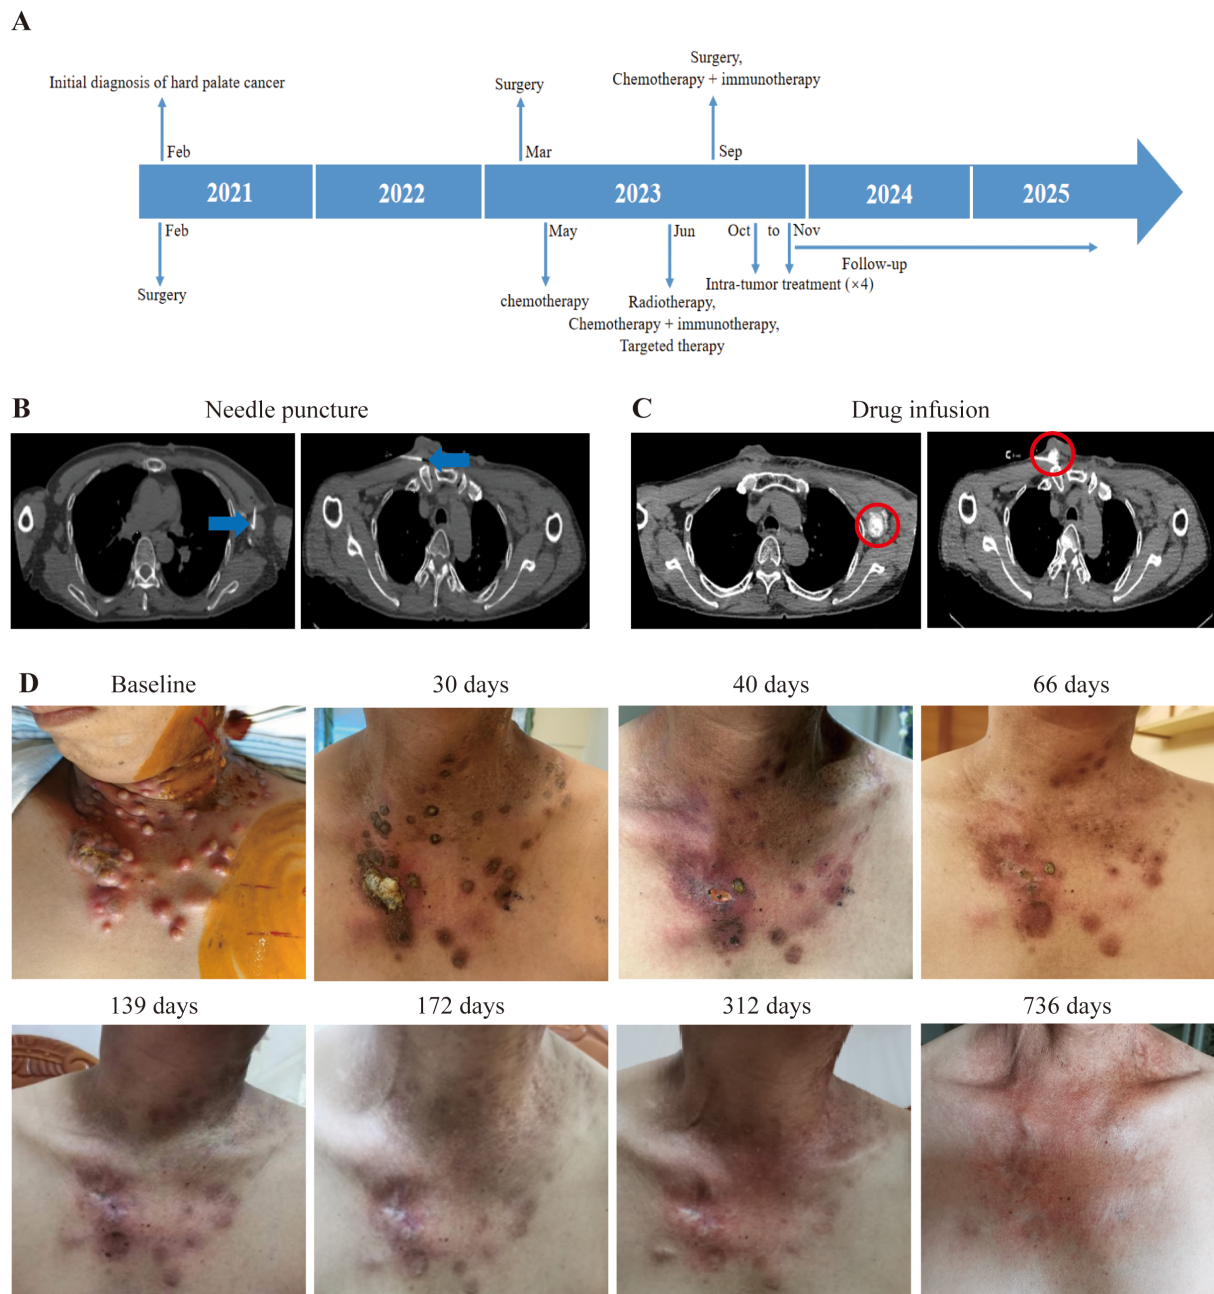 A
Surgery,
Initial diagnosis of hard palate cancer
Surgery
Chemotherapy + immunotherapy
Feb
Mar
Sep
2021
2022
2023
2024
2025
Feb
May
Jun
Oct to Nov
Follow-up
Surgery
chemotherapy
Radiotherapy,
Chemotherapy + immunotherapy,
Targeted therapy
Intra-tumor treatment (×4)
B
Needle puncture
C
Drug infusion
D
Baseline
30 days
40 days
66 days
139 days
172 days
312 days
736 days